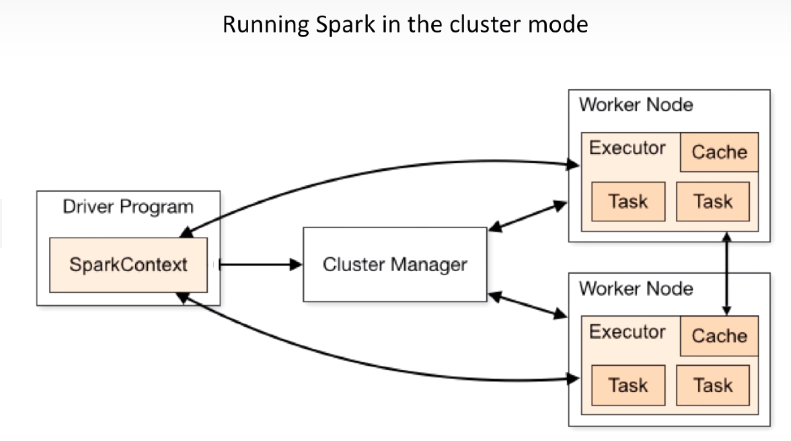 Running Spark in the cluster mode
Driver Program
SparkContext
Cluster Manager
Worker Node
Executor
Cache
Task
Task
Worker Node
Executor
Cache
Task
Task